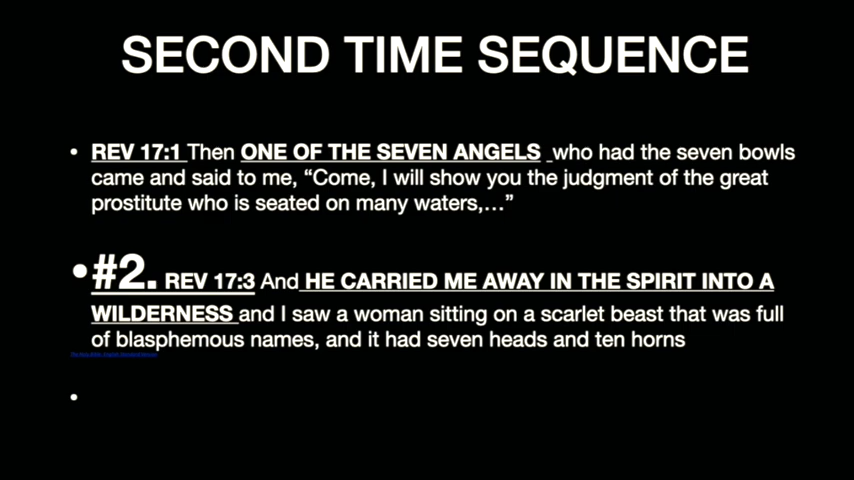 SECOND TIME SEQUENCE
• REV 17:1 Then ONE OF THE SEVEN ANGELS who had the seven bowls
came and said to me, “Come, I will show you the judgment of the great
prostitute who is seated on many waters,…”
•#2. REV 17:3 And HE CARRIED ME AWAY IN THE SPIRIT INTO A
WILDERNESS and I saw a woman sitting on a scarlet beast that was full
of blasphemous names, and it had seven heads and ten horns
•